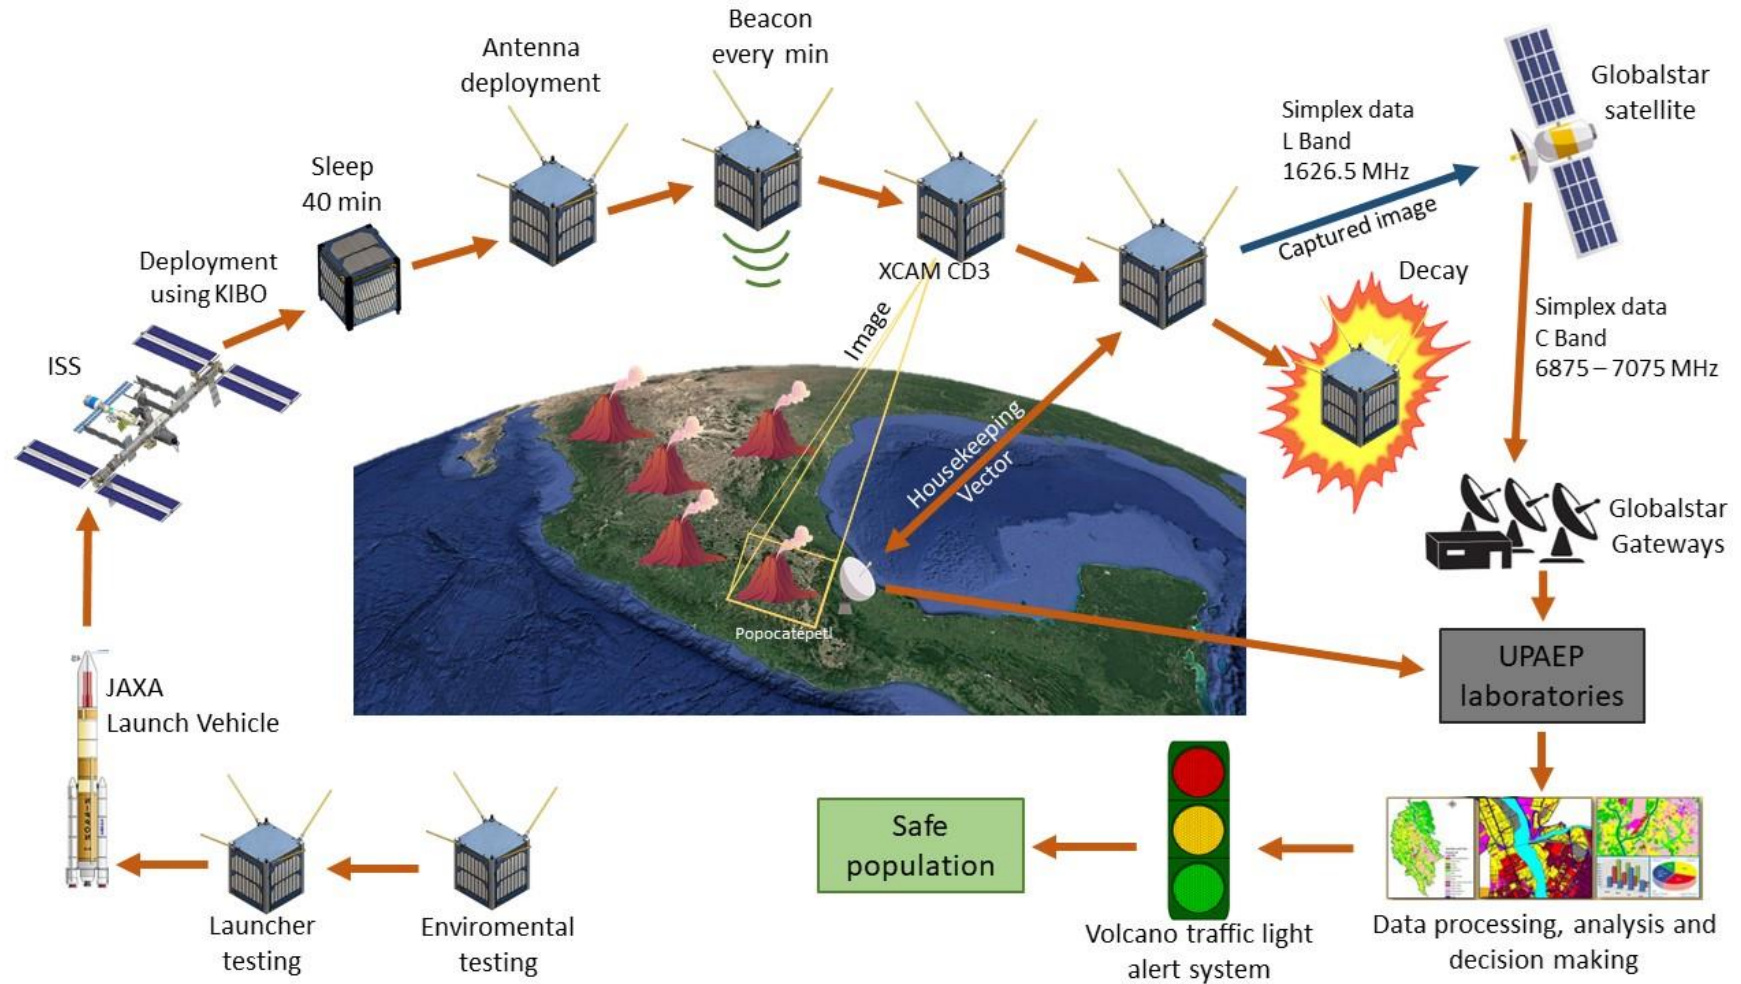 Beacon
every min
Antenna
deployment
Sleep
40 min
Deployment
using KIBO
ISS
XCAM CD3
Image
Simplex data
L Band
1626.5 MHz
Captured image
Globalstar
satellite
Decay
Simplex data
C Band
6875 – 7075 MHz
Housekeeping
Vector
Globalstar
Gateways
Popocatepetl
UPAEP
laboratories
JAXA
Launch Vehicle
Safe
population
Launcher
testing
Enviromental
testing
Volcano traffic light
alert system
Data processing, analysis and
decision making